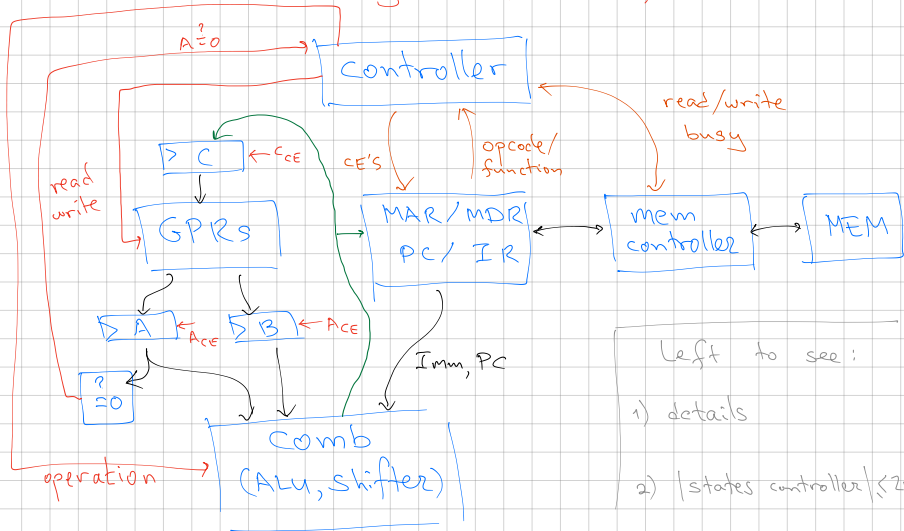 A ?= 0
controller
read/write
busy
> C
C_CE
CE's
opcode/
function
read
write
GPRs
MAR/MDR
PC/IR
mem
controller
MEM
> A
A_CE
> B
A_CE
? = 0
Imm, PC
Left to see:
1) details
comb
(ALU, shifter)
operation
2) |states controller| ≤ 2